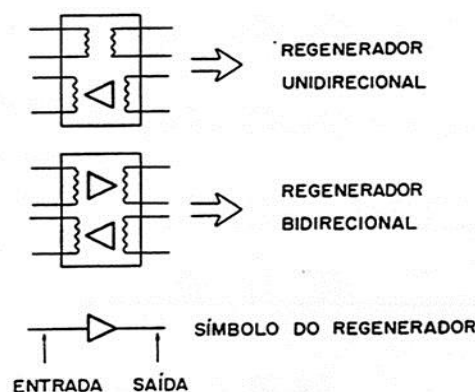 REGENERADOR
UNIDIRECIONAL
REGENERADOR
BIDIRECIONAL
SÍMBOLO DO REGENERADOR
ENTRADA SAÍDA